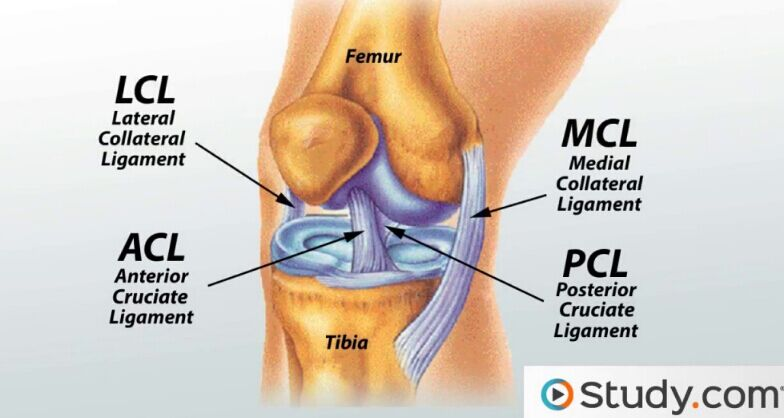 Femur
LCL
Lateral
Collateral
Ligament
MCL
Medial
Collateral
Ligament
ACL
Anterior
Cruciate
Ligament
PCL
Posterior
Cruciate
Ligament
Tibia
Study.com